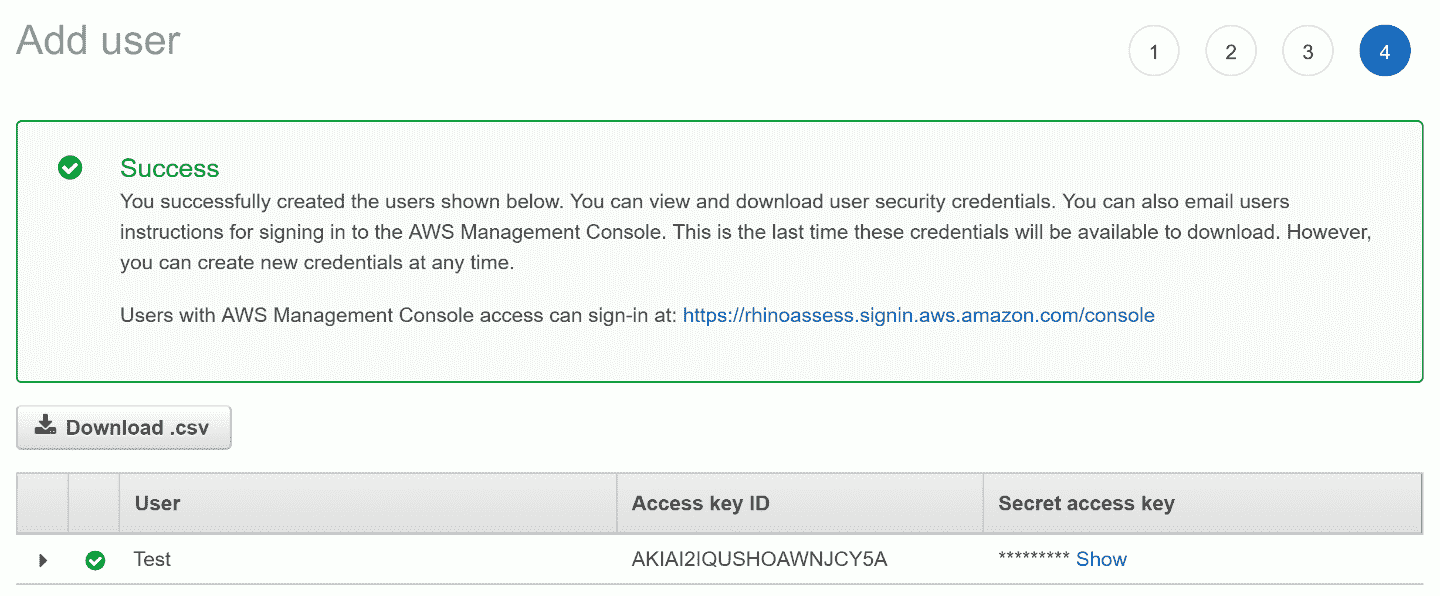 Add user
1 2 3 4
Success
You successfully created the users shown below. You can view and download user security credentials. You can also email users
instructions for signing in to the AWS Management Console. This is the last time these credentials will be available to download. However,
you can create new credentials at any time.
Users with AWS Management Console access can sign-in at: https://rhinoassess.signin.aws.amazon.com/console
Download .csv
User Access key ID Secret access key
Test AKIAI2IQUSHOAWNJCY5A ********* Show